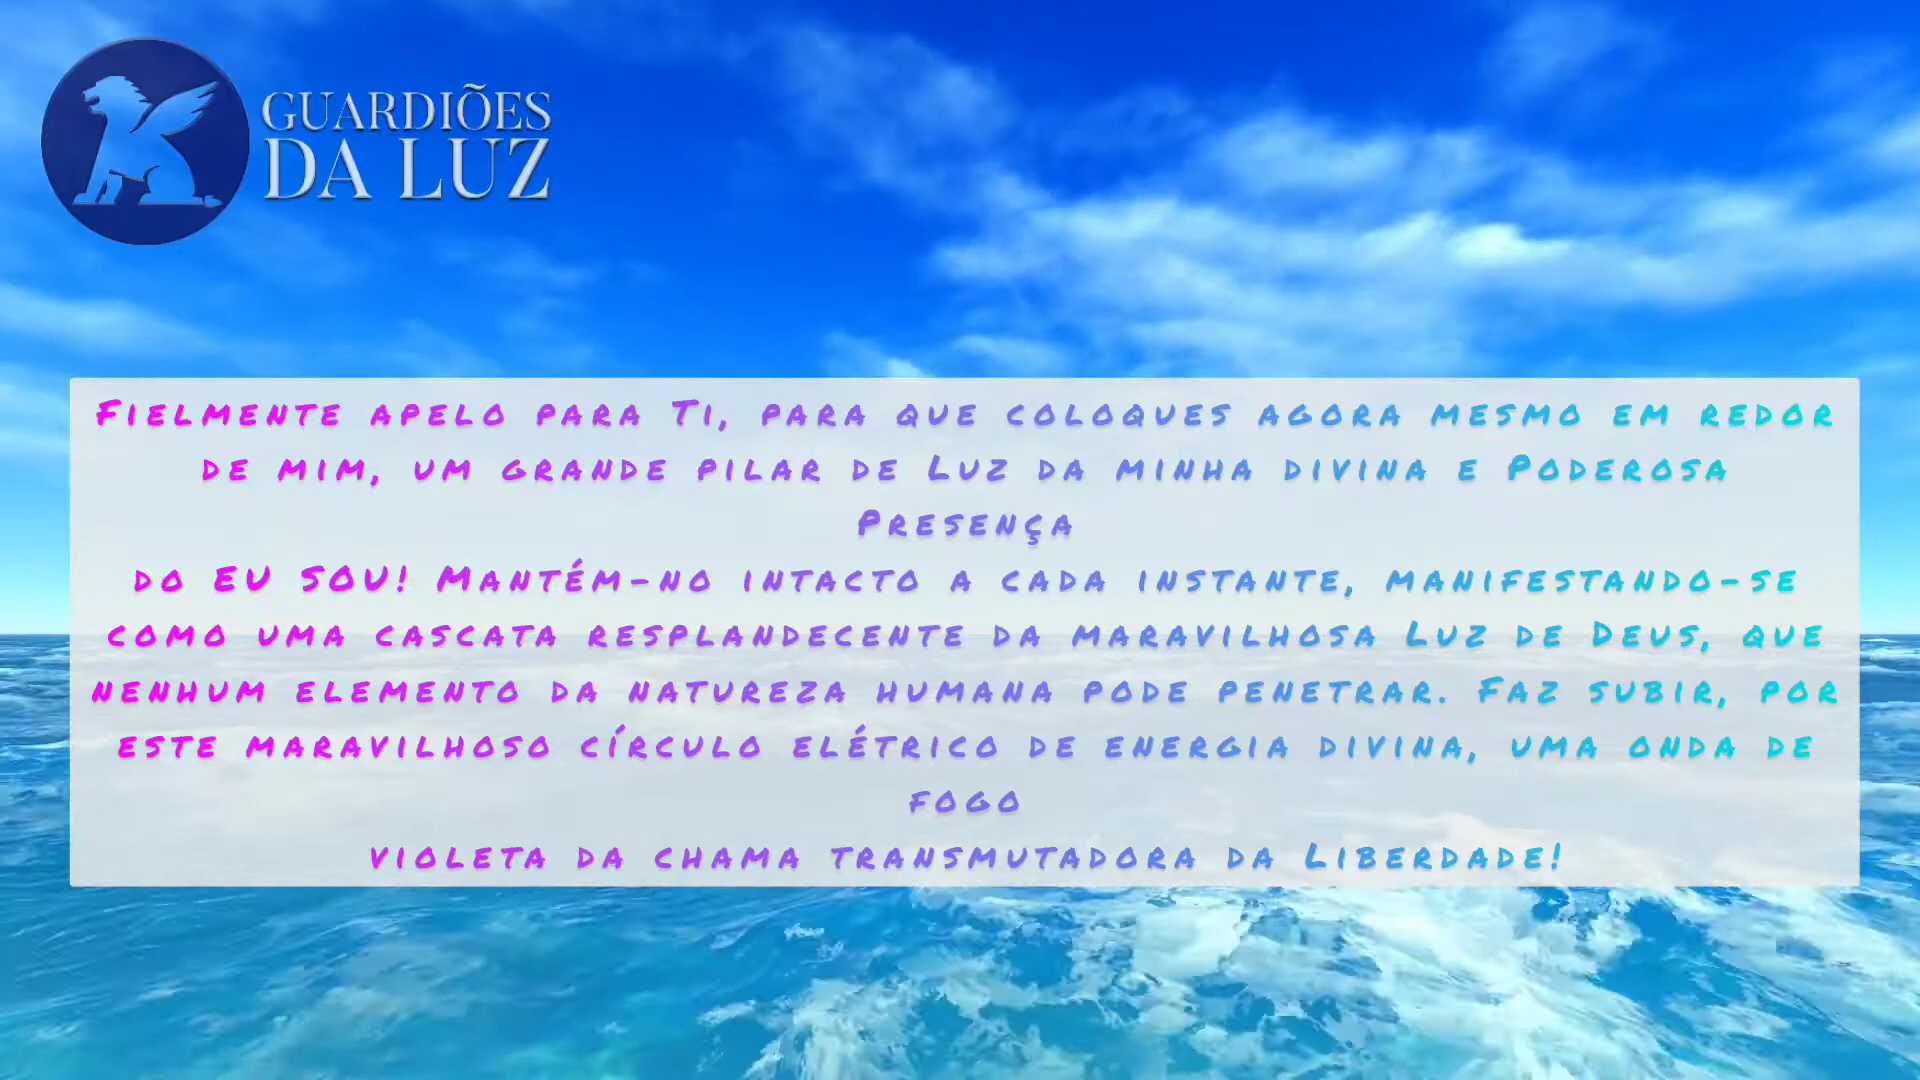 GUARDIÕES
DA LUZ
Fielmente apelo para Ti, para que coloques agora mesmo em redor
de mim, um grande pilar de Luz da minha divina e Poderosa
Presença
do EU SOU! Mantém-no intacto a cada instante, manifestando-se
como uma cascata resplandecente da maravilhosa Luz de Deus, que
nenhum elemento da natureza humana pode penetrar. Faz subir, por
este maravilhoso círculo elétrico de energia divina, uma onda de
fogo
violeta da chama transmutadora da Liberdade!